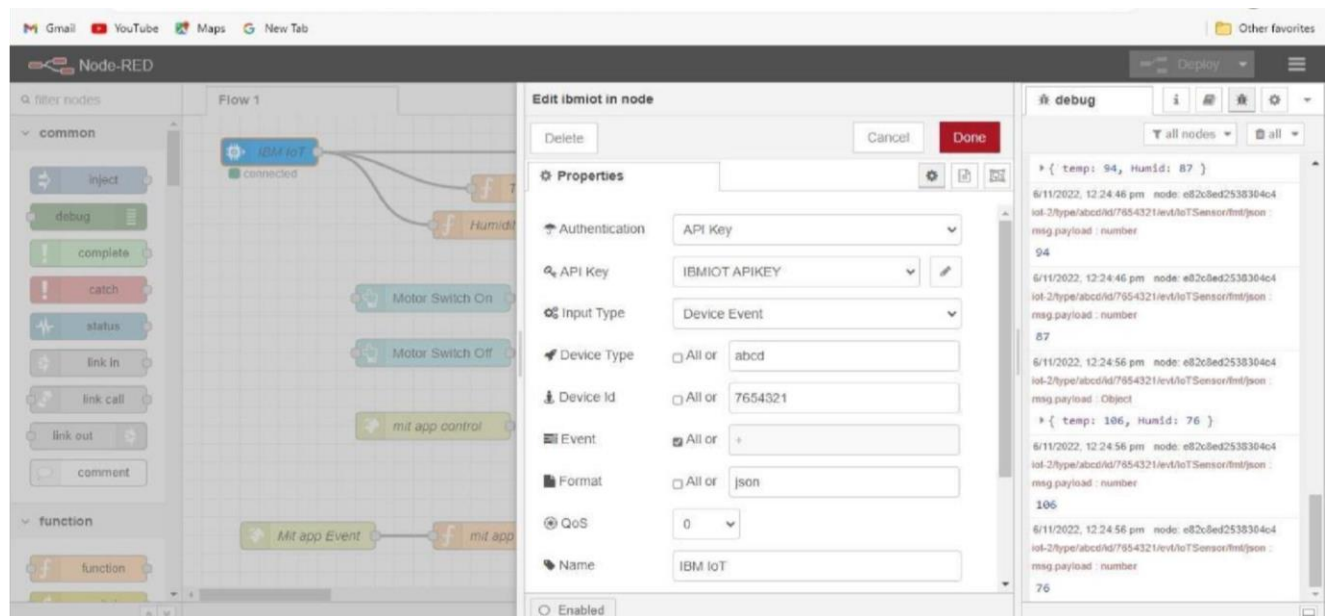 Gmail YouTube Maps New Tab Other favorites
Node-RED Deploy
filter nodes
common
inject
debug
complete
catch
status
link in
link call
link out
comment
function
function
Flow 1
IBM IoT
connected
T
Humidi
Motor Switch On
Motor Switch Off
mit app control
Mit app Event
mit app
Edit ibmiot in node
Delete Cancel Done
Properties
Authentication API Key
API Key IBMIOT APIKEY
Input Type Device Event
Device Type All or abcd
Device Id All or 7654321
Event All or +
Format All or json
QoS 0
Name IBM IoT
Enabled
debug
all nodes all
{ temp: 94, Humid: 87 }
6/11/2022, 12:24:46 pm node: e82c8ed2538304c4
iot-2/type/abcd/id/7654321/evt/IoTSensor/fmt/json :
msg.payload : number
94
6/11/2022, 12:24:46 pm node: e82c8ed2538304c4
iot-2/type/abcd/id/7654321/evt/IoTSensor/fmt/json :
msg.payload : number
87
6/11/2022, 12:24:56 pm node: e82c8ed2538304c4
iot-2/type/abcd/id/7654321/evt/IoTSensor/fmt/json :
msg.payload : Object
{ temp: 106, Humid: 76 }
6/11/2022, 12:24:56 pm node: e82c8ed2538304c4
iot-2/type/abcd/id/7654321/evt/IoTSensor/fmt/json :
msg.payload : number
106
6/11/2022, 12:24:56 pm node: e82c8ed2538304c4
iot-2/type/abcd/id/7654321/evt/IoTSensor/fmt/json :
msg.payload : number
76